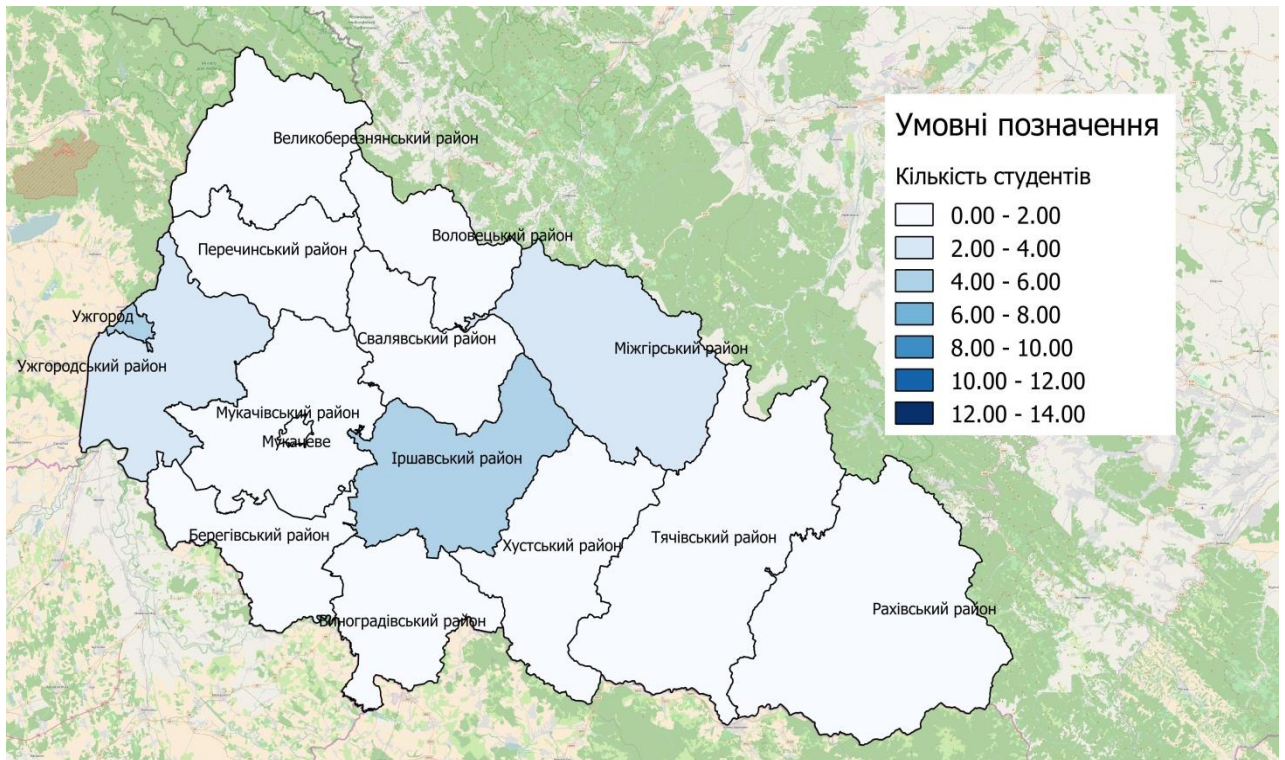 Умовні позначення
Кількість студентів
0.00 - 2.00
2.00 - 4.00
4.00 - 6.00
6.00 - 8.00
8.00 - 10.00
10.00 - 12.00
12.00 - 14.00
Великоберезнянський район
Воловецький район
Перечинський район
Ужгород
Свалявський район
Міжгірський район
Ужгородський район
Мукачівський район
Мукачеве
Іршавський район
Берегівський район
Хустський район
Тячівський район
Рахівський район
Виноградівський район